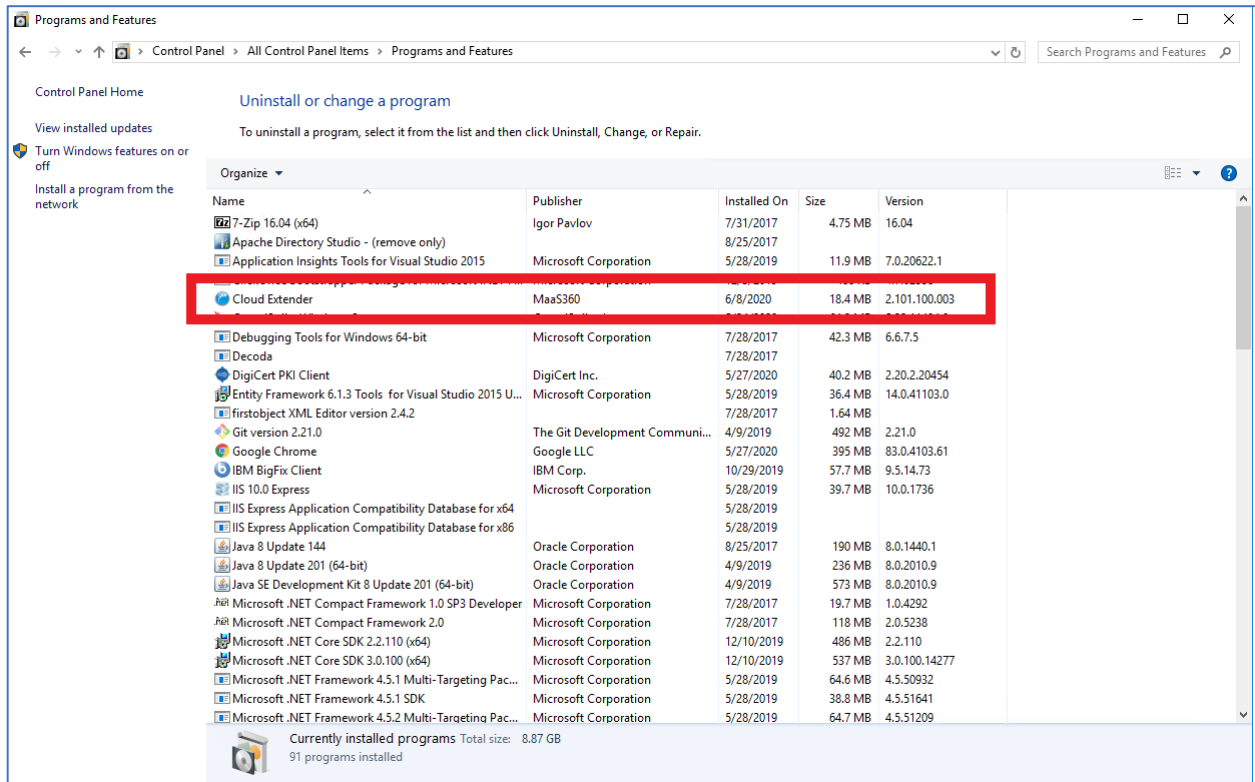 Programs and Features
Control Panel > All Control Panel Items > Programs and Features
Search Programs and Features
Control Panel Home
View installed updates
Turn Windows features on or
off
Install a program from the
network
Uninstall or change a program
To uninstall a program, select it from the list and then click Uninstall, Change, or Repair.
Organize
Name Publisher Installed On Size Version
7-Zip 16.04 (x64) Igor Pavlov 7/31/2017 4.75 MB 16.04
Apache Directory Studio - (remove only) 8/25/2017
Application Insights Tools for Visual Studio 2015 Microsoft Corporation 5/28/2019 11.9 MB 7.0.20622.1
Cloud Extender MaaS360 6/8/2020 18.4 MB 2.101.100.003
Debugging Tools for Windows 64-bit Microsoft Corporation 7/28/2017 42.3 MB 6.6.7.5
Decoda 7/28/2017
DigiCert PKI Client DigiCert Inc. 5/27/2020 40.2 MB 2.20.2.20454
Entity Framework 6.1.3 Tools for Visual Studio 2015 U... Microsoft Corporation 5/28/2019 36.4 MB 14.0.41103.0
firstobject XML Editor version 2.4.2 7/28/2017 1.64 MB
Git version 2.21.0 The Git Development Communi... 4/9/2019 492 MB 2.21.0
Google Chrome Google LLC 5/27/2020 395 MB 83.0.4103.61
IBM BigFix Client IBM Corp. 10/29/2019 57.7 MB 9.5.14.73
IIS 10.0 Express Microsoft Corporation 5/28/2019 39.7 MB 10.0.1736
IIS Express Application Compatibility Database for x64 5/28/2019
IIS Express Application Compatibility Database for x86 5/28/2019
Java 8 Update 144 Oracle Corporation 8/25/2017 190 MB 8.0.1440.1
Java 8 Update 201 (64-bit) Oracle Corporation 4/9/2019 236 MB 8.0.2010.9
Java SE Development Kit 8 Update 201 (64-bit) Oracle Corporation 4/9/2019 573 MB 8.0.2010.9
Microsoft .NET Compact Framework 1.0 SP3 Developer Microsoft Corporation 7/28/2017 19.7 MB 1.0.4292
Microsoft .NET Compact Framework 2.0 Microsoft Corporation 7/28/2017 118 MB 2.0.5238
Microsoft .NET Core SDK 2.2.110 (x64) Microsoft Corporation 12/10/2019 486 MB 2.2.110
Microsoft .NET Core SDK 3.0.100 (x64) Microsoft Corporation 12/10/2019 537 MB 3.0.100.14277
Microsoft .NET Framework 4.5.1 Multi-Targeting Pac... Microsoft Corporation 5/28/2019 64.6 MB 4.5.50932
Microsoft .NET Framework 4.5.1 SDK Microsoft Corporation 5/28/2019 38.8 MB 4.5.51641
Microsoft .NET Framework 4.5.2 Multi-Targeting Pac... Microsoft Corporation 5/28/2019 64.7 MB 4.5.51209
Currently installed programs Total size: 8.87 GB
91 programs installed